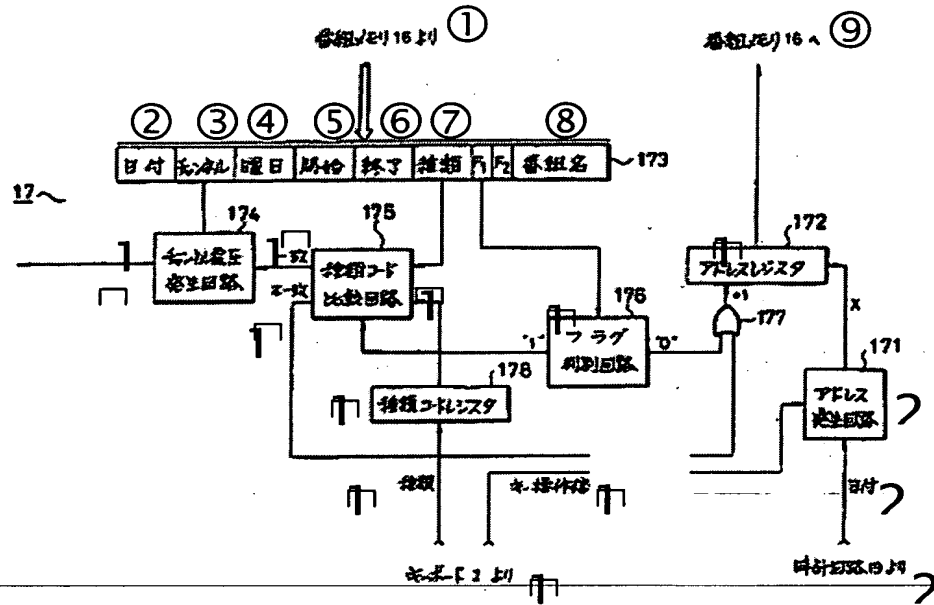 番組メモリ16より ①
番組メモリ16へ ⑨
② ③ ④ ⑤ ⑥ ⑦ ⑧
日付 チャンネル 曜日 開始 終了 種類 F1 F2 番組名
173
17
174
175
172
チャンネル電圧
発生回路
一致
不一致
種類コード
比較回路
176
アドレスレジスタ
+1
177
X
フラグ
判別回路
"1"
"0"
171
アドレス
発生回路
178
種類コードレジスタ
種類
キー操作信
日付
キーボード2より
時計回路19より